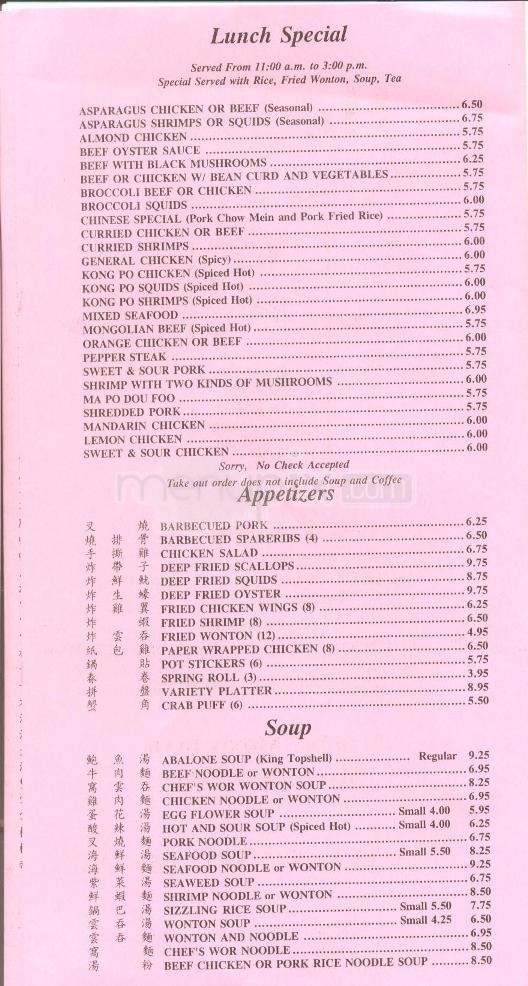 Lunch Special
Served From 11:00 a.m. to 3:00 p.m.
Special Served with Rice, Fried Wonton, Soup, Tea
ASPARAGUS CHICKEN OR BEEF (Seasonal) 6.50
ASPARAGUS SHRIMPS OR SQUIDS (Seasonal) 6.75
ALMOND CHICKEN 5.75
BEEF OYSTER SAUCE 5.75
BEEF WITH BLACK MUSHROOMS 6.25
BEEF OR CHICKEN W/ BEAN CURD AND VEGETABLES 5.75
BROCCOLI BEEF OR CHICKEN 5.75
BROCCOLI SQUIDS 6.00
CHINESE SPECIAL (Pork Chow Mein and Pork Fried Rice) 5.75
CURRIED CHICKEN OR BEEF 5.75
CURRIED SHRIMPS 6.00
GENERAL CHICKEN (Spicy) 6.00
KONG PO CHICKEN (Spiced Hot) 5.75
KONG PO SQUIDS (Spiced Hot) 6.00
KONG PO SHRIMPS (Spiced Hot) 6.00
MIXED SEAFOOD 6.95
MONGOLIAN BEEF (Spiced Hot) 5.75
ORANGE CHICKEN OR BEEF 6.00
PEPPER STEAK 5.75
SWEET & SOUR PORK 5.75
SHRIMP WITH TWO KINDS OF MUSHROOMS 6.00
MA PO DOU FOO 5.75
SHREDDED PORK 5.75
MANDARIN CHICKEN 6.00
LEMON CHICKEN 6.00
SWEET & SOUR CHICKEN 6.00
Sorry, No Check Accepted
Take out order does not include Soup and Coffee
Appetizers
叉燒 BARBECUED PORK 6.25
燒排骨 BARBECUED SPARERIBS (4) 6.50
手撕雞 CHICKEN SALAD 6.75
炸帶子 DEEP FRIED SCALLOPS 9.75
炸鮮魷 DEEP FRIED SQUIDS 8.75
炸生蠔 DEEP FRIED OYSTER 9.75
炸雞翼 FRIED CHICKEN WINGS (8) 6.25
炸蝦 FRIED SHRIMP (8) 6.50
炸雲吞 FRIED WONTON (12) 4.95
紙包雞 PAPER WRAPPED CHICKEN (8) 6.50
鍋貼 POT STICKERS (6) 5.75
春卷 SPRING ROLL (3) 3.95
拼盤 VARIETY PLATTER 8.95
蟹角 CRAB PUFF (6) 5.50
Soup
鮑魚湯 ABALONE SOUP (King Topshell) Regular 9.25
牛肉麵 BEEF NOODLE or WONTON 6.95
窩雲吞 CHEF'S WOR WONTON SOUP 8.25
雞肉麵 CHICKEN NOODLE or WONTON 6.95
蛋花湯 EGG FLOWER SOUP Small 4.00 5.95
酸辣湯 HOT AND SOUR SOUP (Spiced Hot) Small 4.00 6.25
叉燒麵 PORK NOODLE 6.75
海鮮湯 SEAFOOD SOUP Small 5.50 8.25
海鮮麵 SEAFOOD NOODLE or WONTON 9.25
紫菜湯 SEAWEED SOUP 6.75
鮮蝦麵 SHRIMP NOODLE or WONTON 8.50
鍋巴湯 SIZZLING RICE SOUP Small 5.50 7.75
雲吞湯 WONTON SOUP Small 4.25 6.50
雲吞麵 WONTON AND NOODLE 6.95
窩麵 CHEF'S WOR NOODLE 8.50
湯粉 BEEF CHICKEN OR PORK RICE NOODLE SOUP 8.50